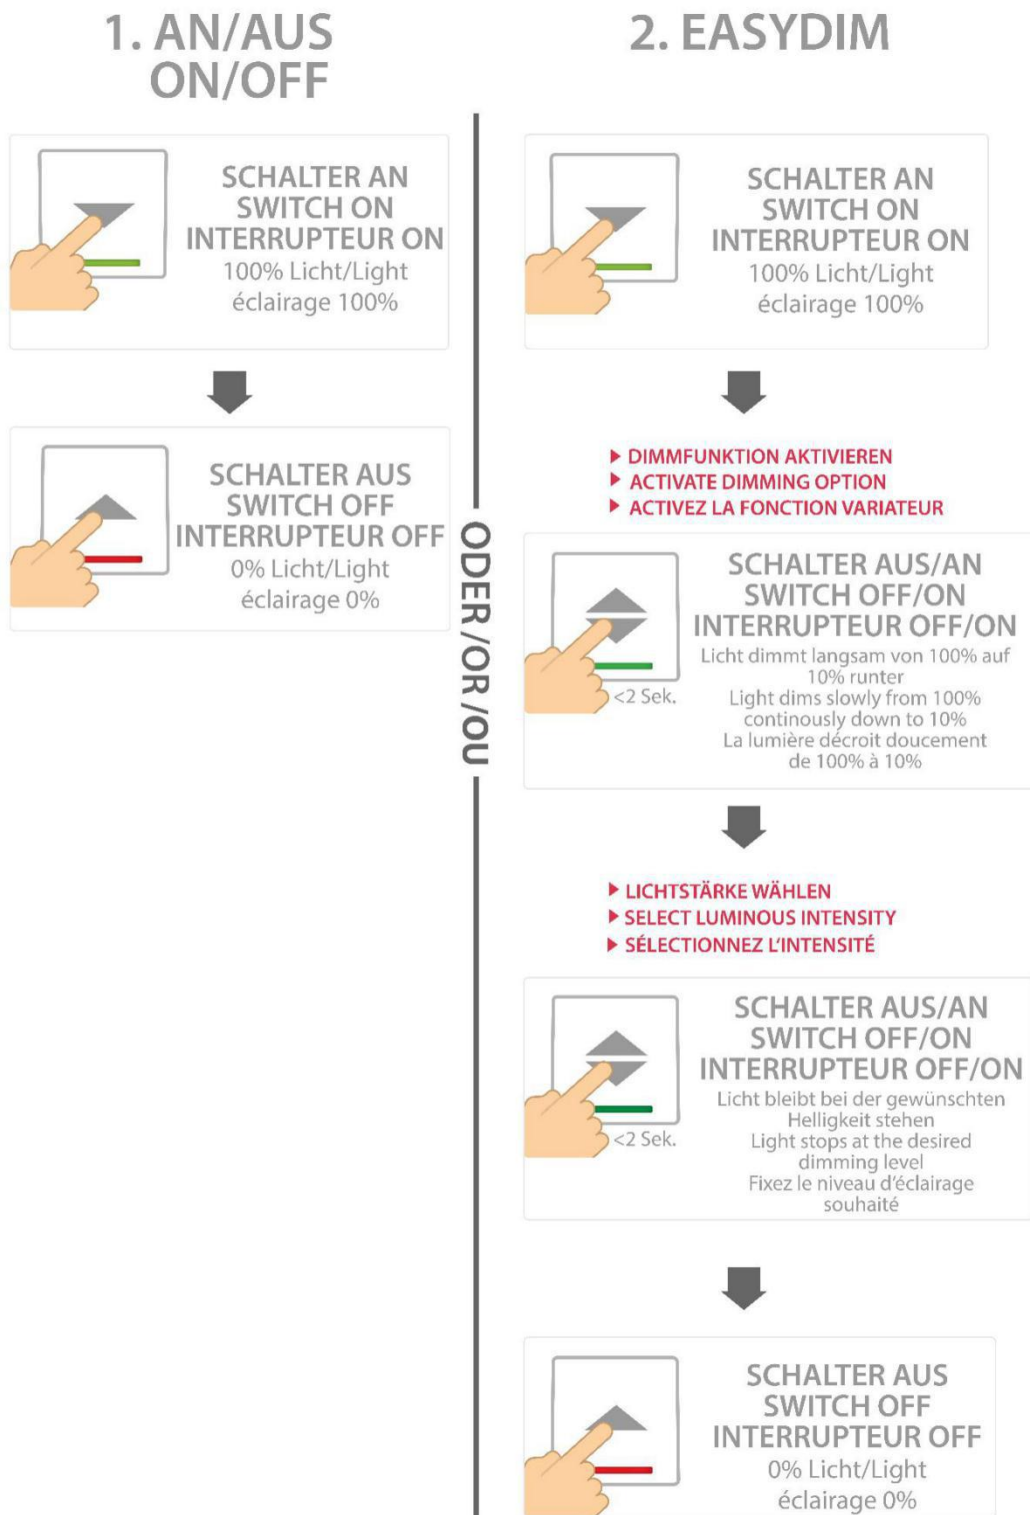 1. AN/AUS
ON/OFF
SCHALTER AN
SWITCH ON
INTERRUPTEUR ON
100% Licht/Light
éclairage 100%
SCHALTER AUS
SWITCH OFF
INTERRUPTEUR OFF
0% Licht/Light
éclairage 0%
ODER /OR /OU
2. EASYDIM
SCHALTER AN
SWITCH ON
INTERRUPTEUR ON
100% Licht/Light
éclairage 100%
DIMMFUNKTION AKTIVIEREN
ACTIVATE DIMMING OPTION
ACTIVEZ LA FONCTION VARIATEUR
<2 Sek.
SCHALTER AUS/AN
SWITCH OFF/ON
INTERRUPTEUR OFF/ON
Licht dimmt langsam von 100% auf
10% runter
Light dims slowly from 100%
continously down to 10%
La lumière décroit doucement
de 100% à 10%
LICHTSTÄRKE WÄHLEN
SELECT LUMINOUS INTENSITY
SÉLECTIONNEZ L'INTENSITÉ
<2 Sek.
SCHALTER AUS/AN
SWITCH OFF/ON
INTERRUPTEUR OFF/ON
Licht bleibt bei der gewünschten
Helligkeit stehen
Light stops at the desired
dimming level
Fixez le niveau d'éclairage
souhaité
SCHALTER AUS
SWITCH OFF
INTERRUPTEUR OFF
0% Licht/Light
éclairage 0%